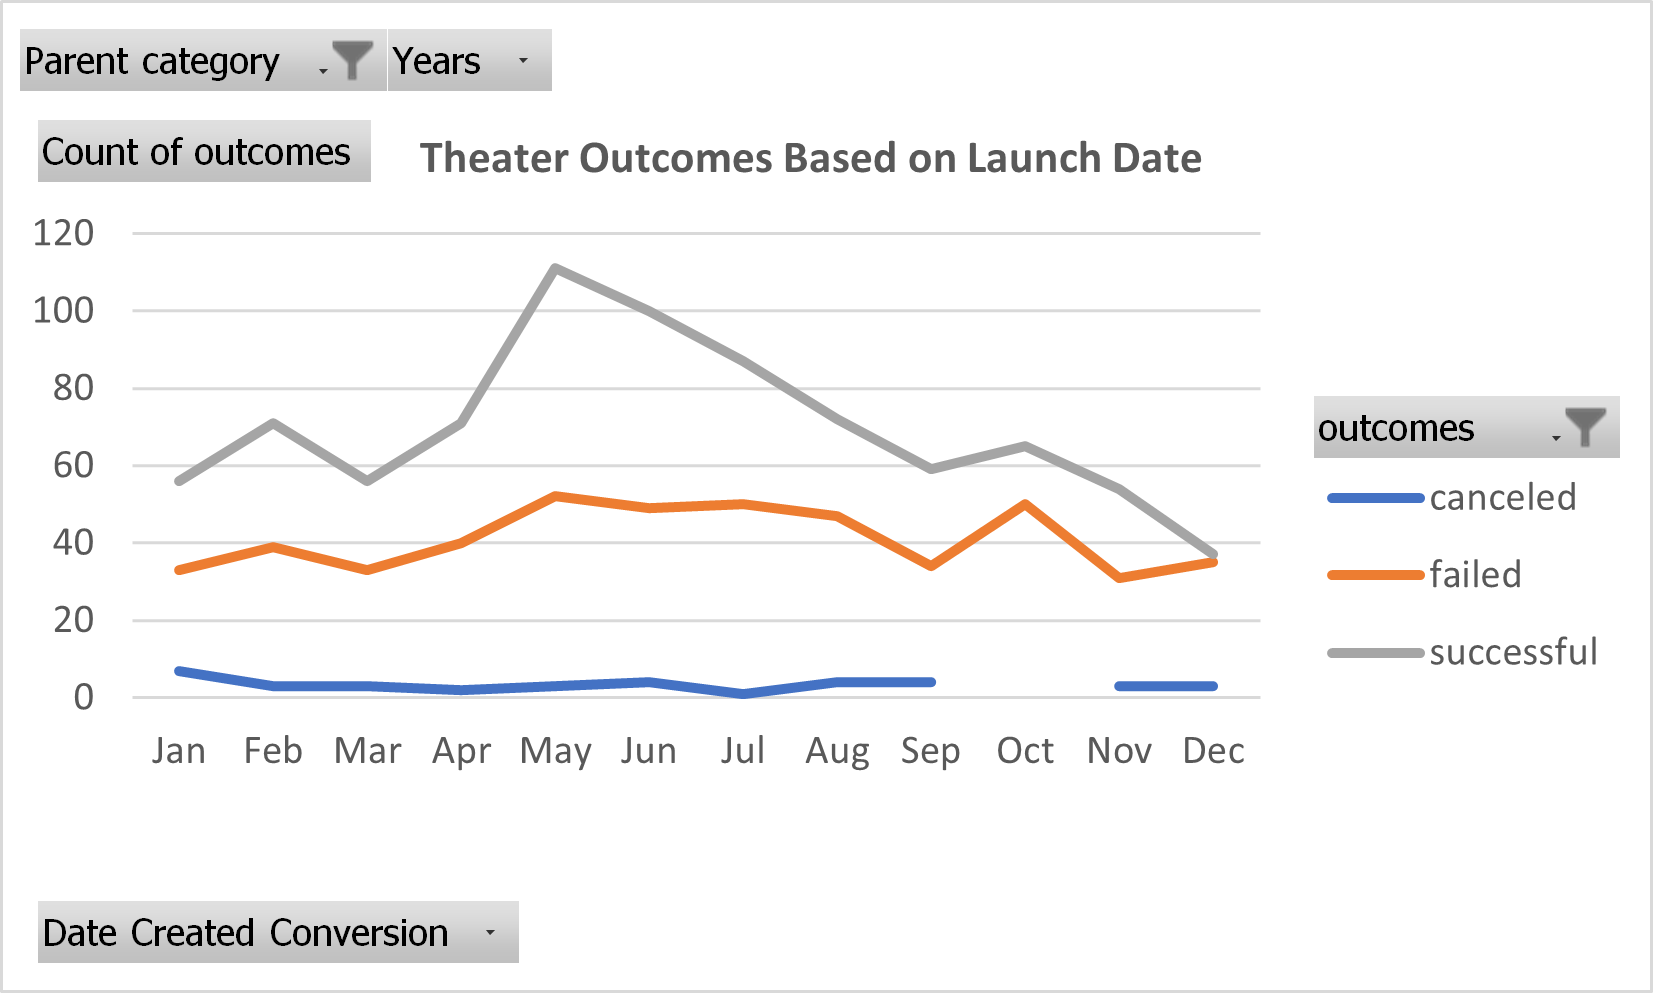 Parent category Years
Count of outcomes
Theater Outcomes Based on Launch Date
120
100
80
60
40
20
0
Jan Feb Mar Apr May Jun Jul Aug Sep Oct Nov Dec
outcomes
canceled
failed
successful
Date Created Conversion